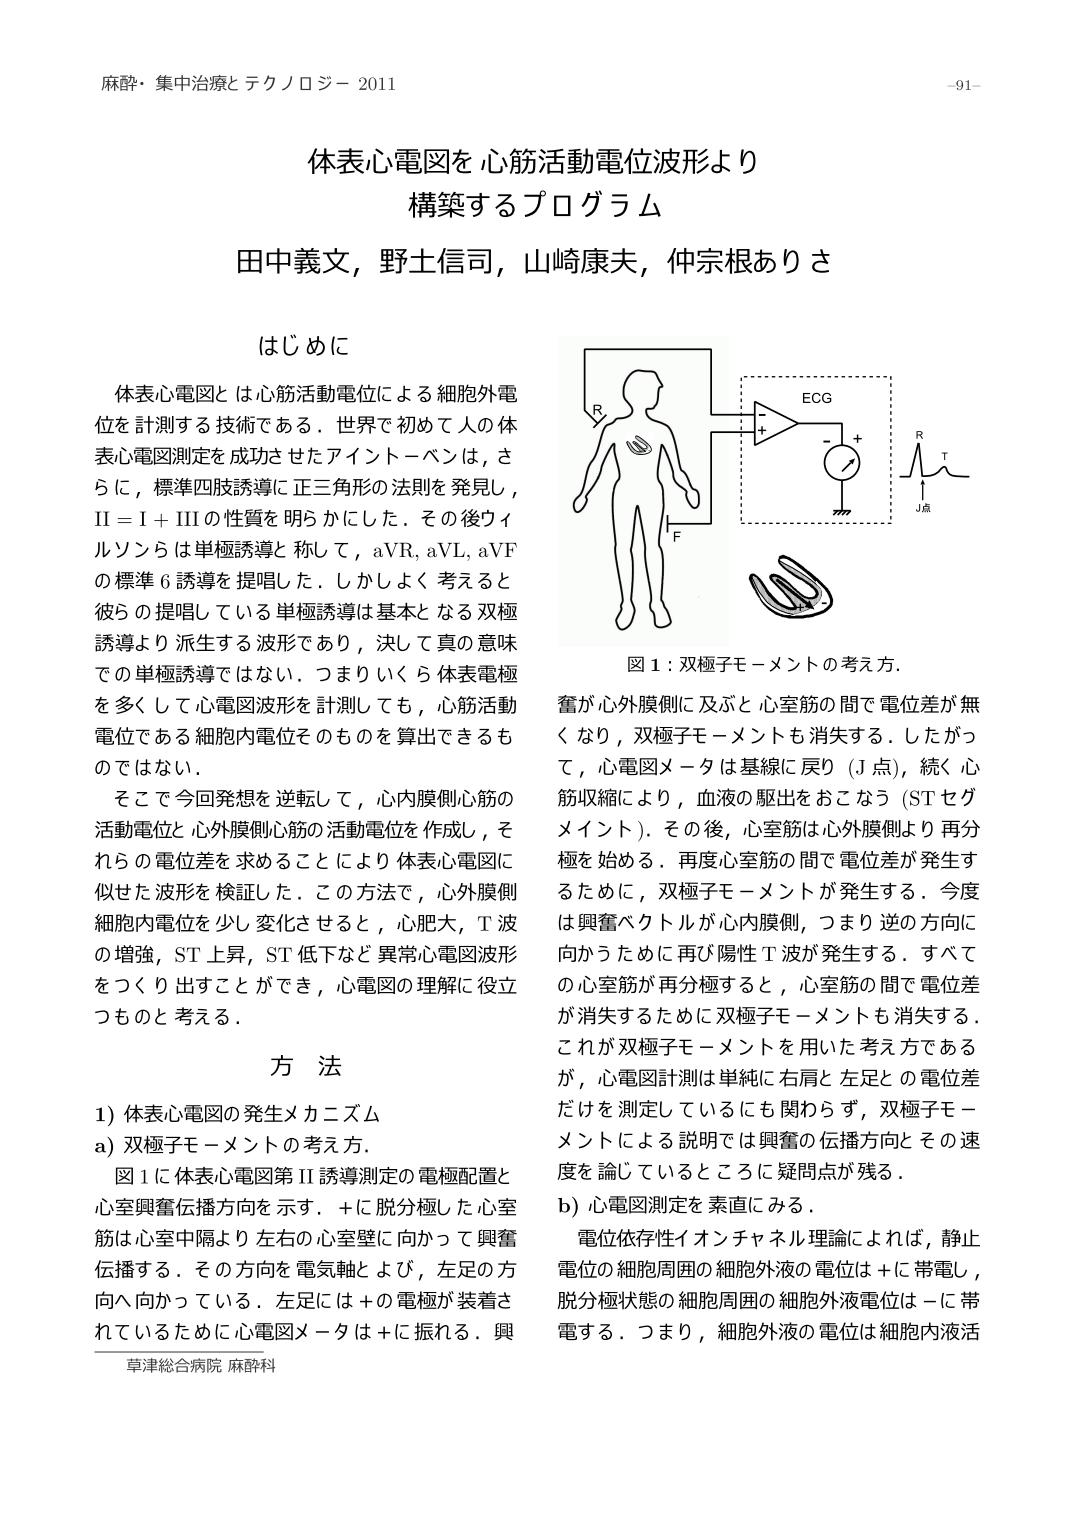 麻酔・集中治療とテクノロジー 2011
–91–
体表心電図を心筋活動電位波形より
構築するプログラム
田中義文，野土信司，山崎康夫，仲宗根ありさ
はじめに
体表心電図とは心筋活動電位による細胞外電
位を計測する技術である．世界で初めて人の体
表心電図測定を成功させたアイントーベンは，さ
らに，標準四肢誘導に正三角形の法則を発見し，
II = I + III の性質を明らかにした．その後ウィ
ルソンらは単極誘導と称して，aVR, aVL, aVF
の標準 6 誘導を提唱した．しかしよく考えると
彼らの提唱している単極誘導は基本となる双極
誘導より派生する波形であり，決して真の意味
での単極誘導ではない．つまりいくら体表電極
を多くして心電図波形を計測しても，心筋活動
電位である細胞内電位そのものを算出できるも
のではない．
そこで今回発想を逆転して，心内膜側心筋の
活動電位と心外膜側心筋の活動電位を作成し，そ
れらの電位差を求めることにより体表心電図に
似せた波形を検証した．この方法で，心外膜側
細胞内電位を少し変化させると，心肥大，T 波
の増強，ST 上昇，ST 低下など異常心電図波形
をつくり出すことができ，心電図の理解に役立
つものと考える．
方　法
1) 体表心電図の発生メカニズム
a) 双極子モーメントの考え方．
図 1 に体表心電図第 II 誘導測定の電極配置と
心室興奮伝播方向を示す．＋に脱分極した心室
筋は心室中隔より左右の心室壁に向かって興奮
伝播する．その方向を電気軸とよび，左足の方
向へ向かっている．左足には＋の電極が装着さ
れているために心電図メータは＋に振れる．興
草津総合病院 麻酔科
R
F
-
+
ECG
-
+
R
T
J点
+
-
図 1 : 双極子モーメントの考え方．
奮が心外膜側に及ぶと心室筋の間で電位差が無
くなり，双極子モーメントも消失する．したがっ
て，心電図メータは基線に戻り (J 点)，続く心
筋収縮により，血液の駆出をおこなう (ST セグ
メイント)．その後，心室筋は心外膜側より再分
極を始める．再度心室筋の間で電位差が発生す
るために，双極子モーメントが発生する．今度
は興奮ベクトルが心内膜側，つまり逆の方向に
向かうために再び陽性 T 波が発生する．すべて
の心室筋が再分極すると，心室筋の間で電位差
が消失するために双極子モーメントも消失する．
これが双極子モーメントを用いた考え方である
が，心電図計測は単純に右肩と左足との電位差
だけを測定しているにも関わらず，双極子モー
メントによる説明では興奮の伝播方向とその速
度を論じているところに疑問点が残る．
b) 心電図測定を素直にみる．
電位依存性イオンチャネル理論によれば，静止
電位の細胞周囲の細胞外液の電位は＋に帯電し，
脱分極状態の細胞周囲の細胞外液電位は－に帯
電する．つまり，細胞外液の電位は細胞内液活